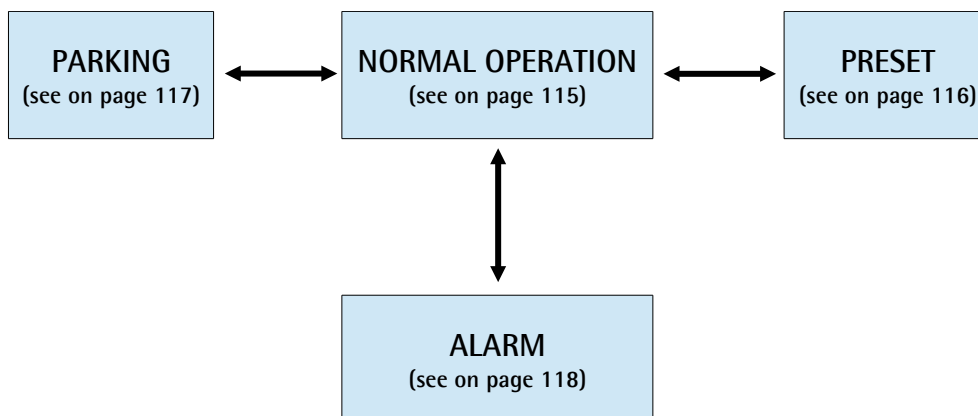 PARKING
(see on page 117)
NORMAL OPERATION
(see on page 115)
PRESET
(see on page 116)
ALARM
(see on page 118)